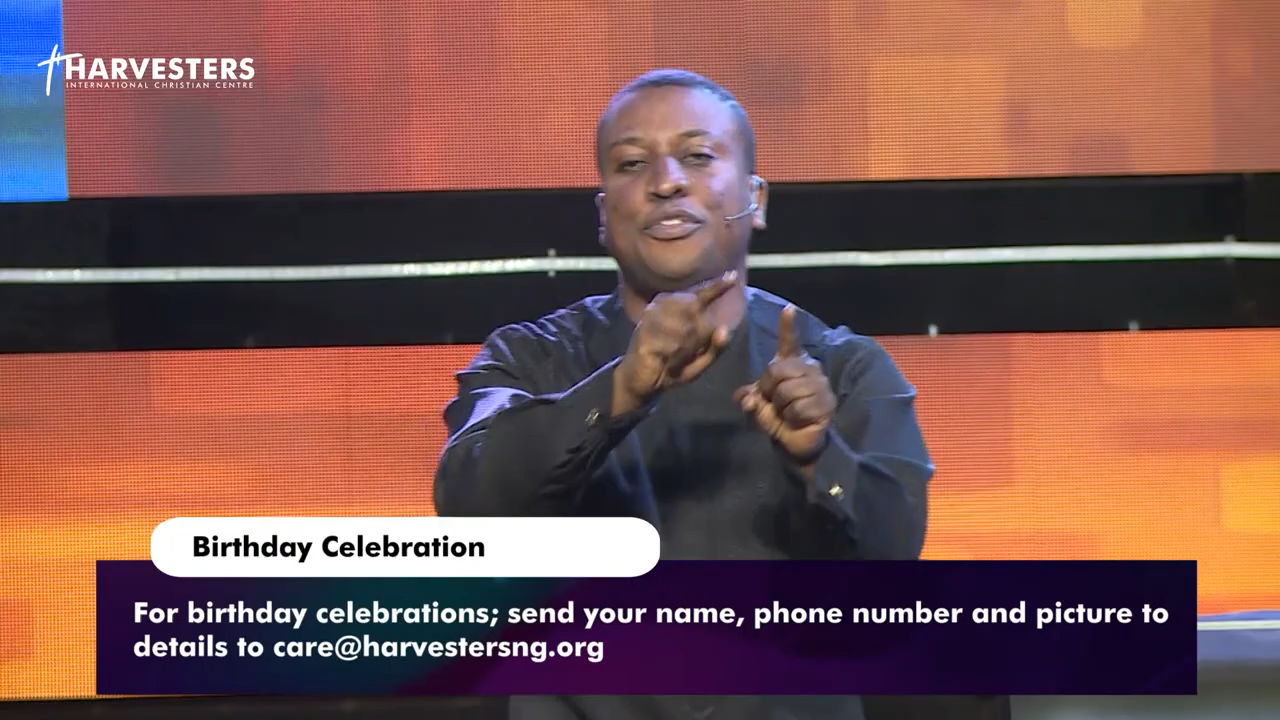 HARVESTERS
INTERNATIONAL CHRISTIAN CENTRE
Birthday Celebration
For birthday celebrations; send your name, phone number and picture to
details to care@harvestersng.org